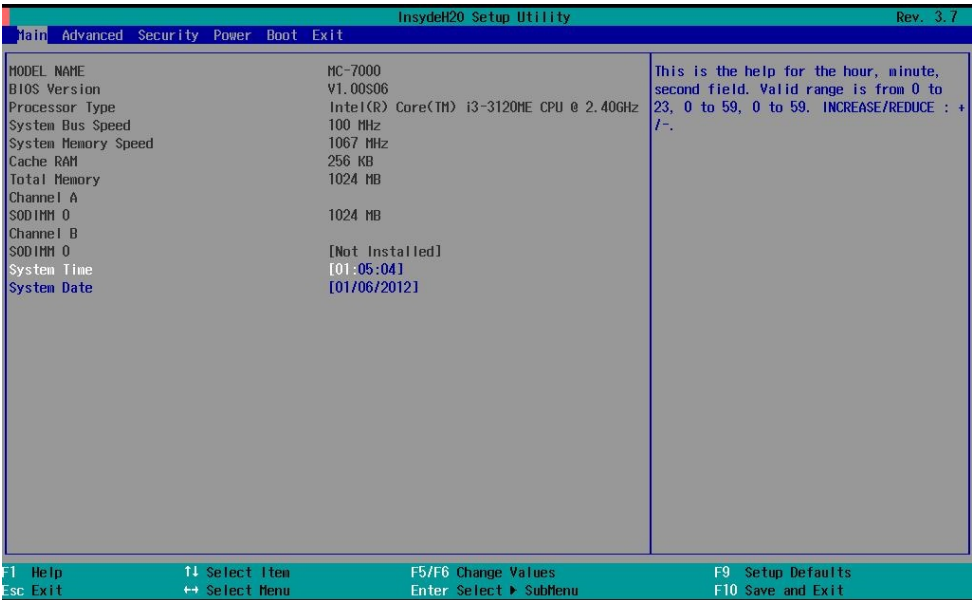 InsydeH20 Setup Utility Rev. 3.7
Main Advanced Security Power Boot Exit
MODEL NAME MC-7000
BIOS Version V1.00S06
Processor Type Intel(R) Core(TM) i3-3120ME CPU @ 2.40GHz
System Bus Speed 100 MHz
System Memory Speed 1067 MHz
Cache RAM 256 KB
Total Memory 1024 MB
Channel A
SODIMM 0 1024 MB
Channel B
SODIMM 0 [Not Installed]
System Time [01:05:04]
System Date [01/06/2012]
This is the help for the hour, minute,
second field. Valid range is from 0 to
23, 0 to 59, 0 to 59. INCREASE/REDUCE : +
/-.
F1 Help ↑↓ Select Item F5/F6 Change Values F9 Setup Defaults
Esc Exit ↔ Select Menu Enter Select ▶ SubMenu F10 Save and Exit